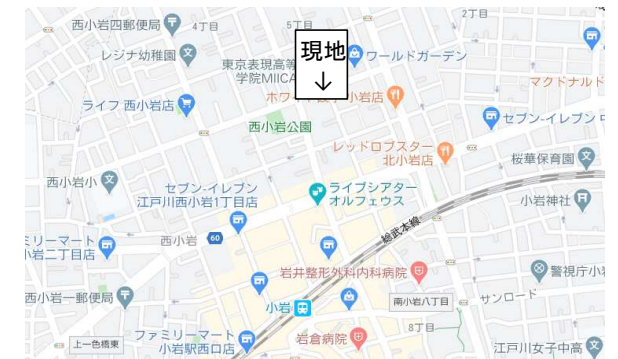 西小岩四郵便局
4丁目
5丁目
2丁目
レジナ幼稚園
東京表現高等
学院MIICA
現地
↓
ワールドガーデン
マクドナルド
ライフ 西小岩店
小岩店
西小岩公園
セブン-イレブン
レッドロブスター
北小岩店
桜華保育園
西小岩小
セブン-イレブン
江戸川西小岩1丁目店
ライブシアター
オルフェウス
小岩神社
総武本線
ミリーマート
小岩二丁目店
西小岩
60
岩井整形外科内科病院
警視庁小
西小岩一郵便局
小岩
南小岩八丁目
サンロード
上一色橋東
ファミリーマート
小岩駅西口店
岩倉病院
8丁目
江戸川女子中高